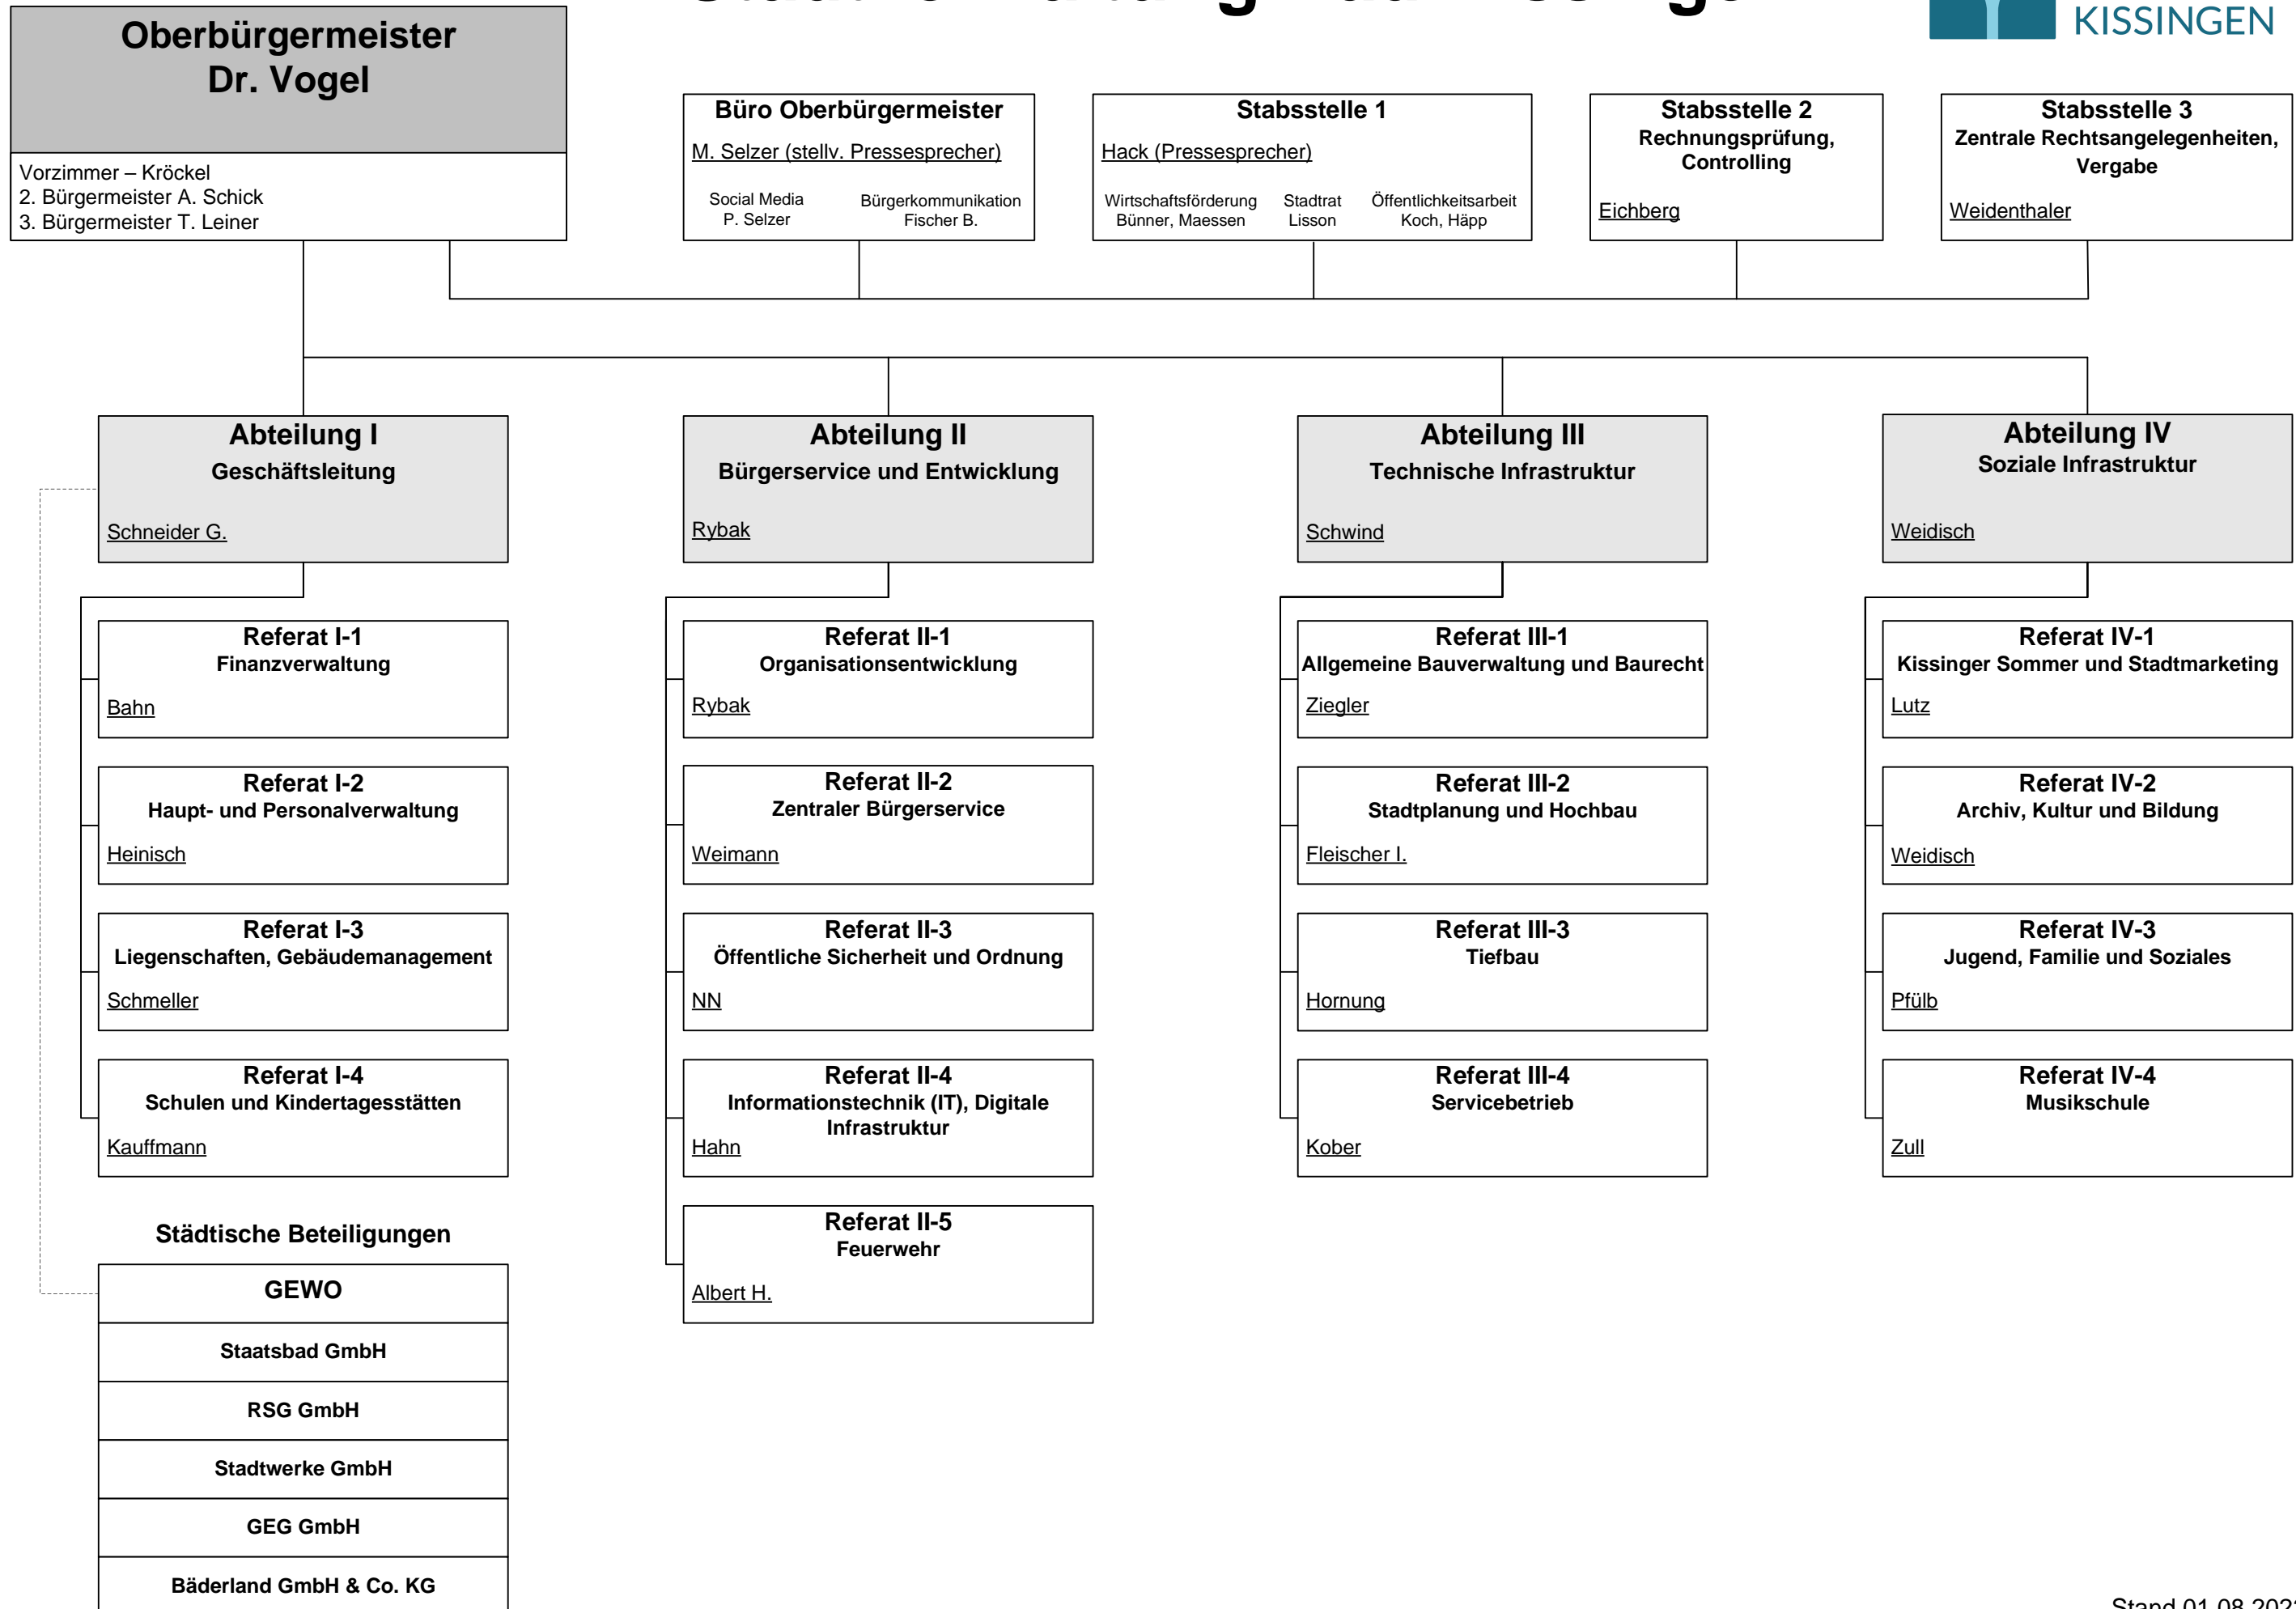 Oberbürgermeister
Dr. Vogel
Vorzimmer – Kröckel
2. Bürgermeister A. Schick
3. Bürgermeister T. Leiner
KISSINGEN
Büro Oberbürgermeister
M. Selzer (stellv. Pressesprecher)
Social Media
P. Selzer
Bürgerkommunikation
Fischer B.
Stabsstelle 1
Hack (Pressesprecher)
Wirtschaftsförderung
Bünner, Maessen
Stadtrat
Lisson
Öffentlichkeitsarbeit
Koch, Häpp
Stabsstelle 2
Rechnungsprüfung,
Controlling
Eichberg
Stabsstelle 3
Zentrale Rechtsangelegenheiten,
Vergabe
Weidenthaler
Abteilung I
Geschäftsleitung
Schneider G.
Referat I-1
Finanzverwaltung
Bahn
Referat I-2
Haupt- und Personalverwaltung
Heinisch
Referat I-3
Liegenschaften, Gebäudemanagement
Schmeller
Referat I-4
Schulen und Kindertagesstätten
Kauffmann
Städtische Beteiligungen
GEWO
Staatsbad GmbH
RSG GmbH
Stadtwerke GmbH
GEG GmbH
Bäderland GmbH & Co. KG
Abteilung II
Bürgerservice und Entwicklung
Rybak
Referat II-1
Organisationsentwicklung
Rybak
Referat II-2
Zentraler Bürgerservice
Weimann
Referat II-3
Öffentliche Sicherheit und Ordnung
NN
Referat II-4
Informationstechnik (IT), Digitale
Infrastruktur
Hahn
Referat II-5
Feuerwehr
Albert H.
Abteilung III
Technische Infrastruktur
Schwind
Referat III-1
Allgemeine Bauverwaltung und Baurecht
Ziegler
Referat III-2
Stadtplanung und Hochbau
Fleischer I.
Referat III-3
Tiefbau
Hornung
Referat III-4
Servicebetrieb
Kober
Abteilung IV
Soziale Infrastruktur
Weidisch
Referat IV-1
Kissinger Sommer und Stadtmarketing
Lutz
Referat IV-2
Archiv, Kultur und Bildung
Weidisch
Referat IV-3
Jugend, Familie und Soziales
Pfülb
Referat IV-4
Musikschule
Zull
Stand